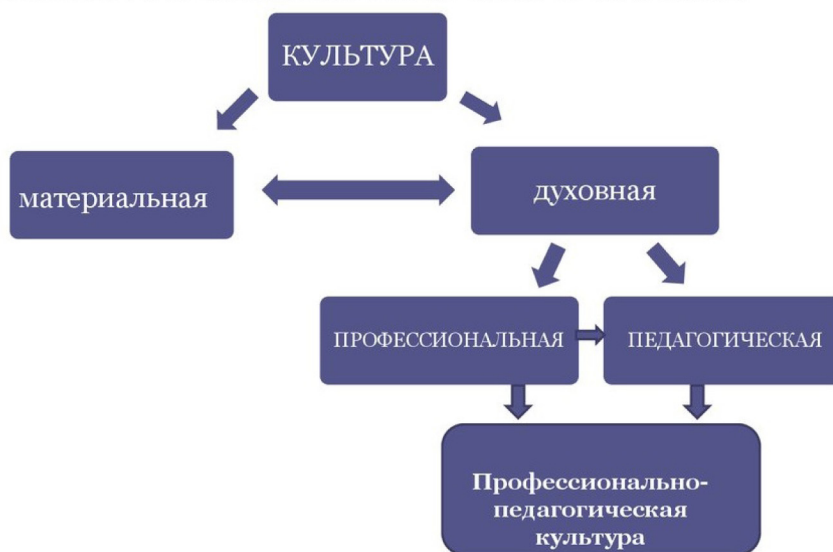 КУЛЬТУРА
материальная
духовная
ПРОФЕССИОНАЛЬНАЯ
ПЕДАГОГИЧЕСКАЯ
Профессионально-
педагогическая
культура